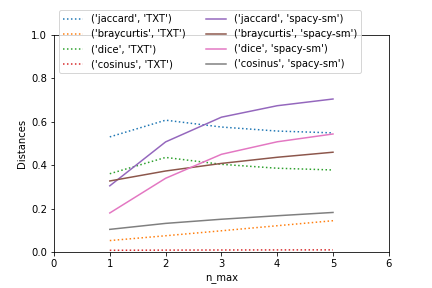 ('jaccard', 'TXT') ('jaccard', 'spacy-sm')
('braycurtis', 'TXT') ('braycurtis', 'spacy-sm')
('dice', 'TXT') ('dice', 'spacy-sm')
('cosinus', 'TXT') ('cosinus', 'spacy-sm')
1.0
0.8
0.6
0.4
0.2
0.0
Distances
0 1 2 3 4 5 6
n_max